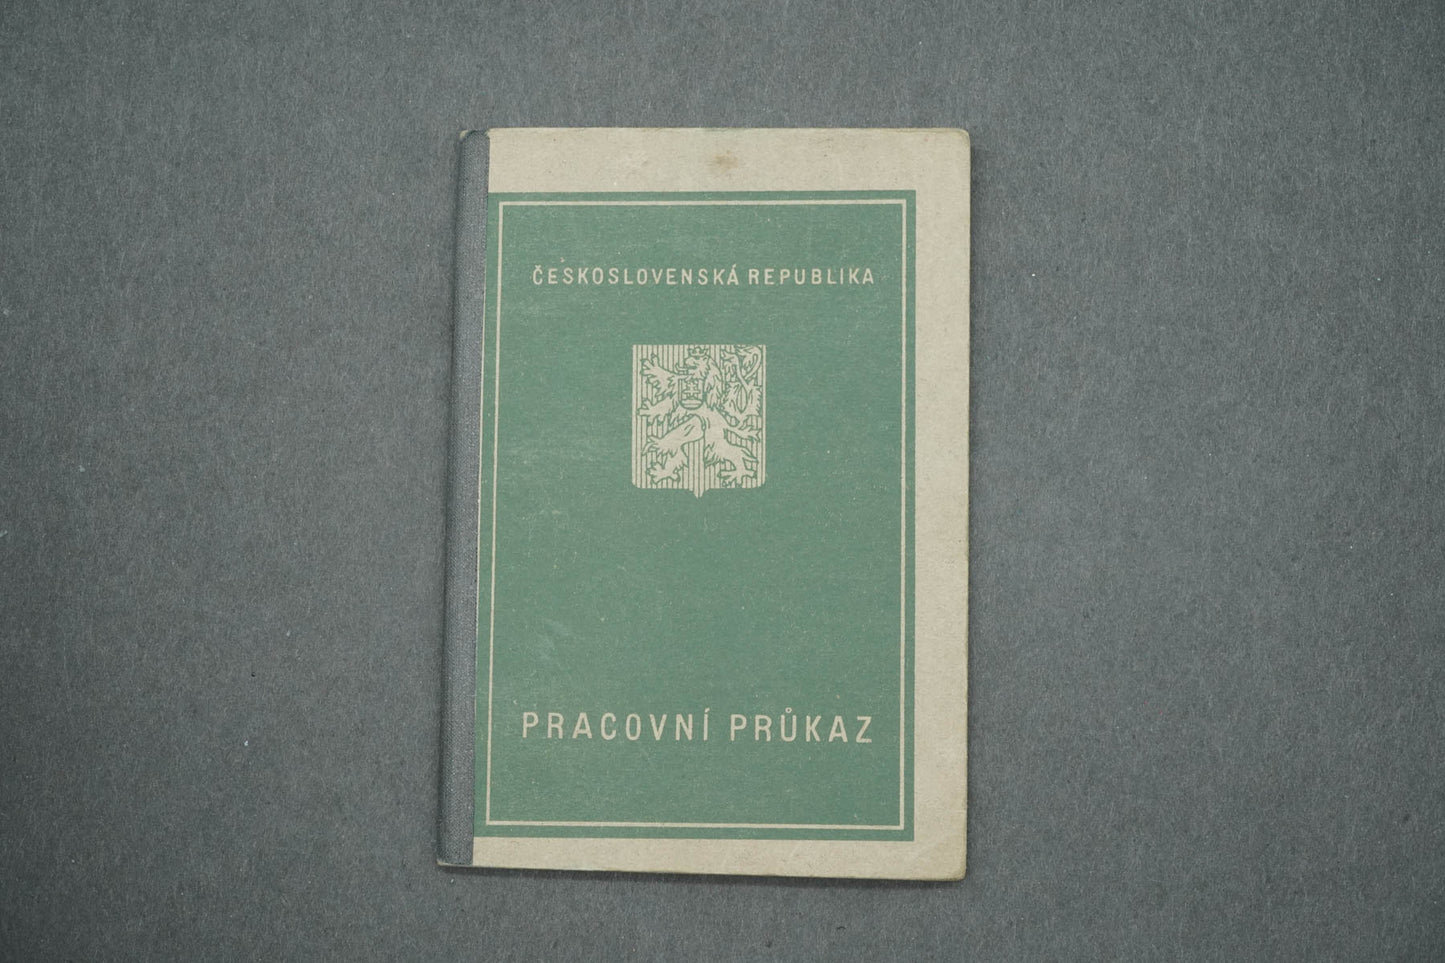 ČESKOSLOVENSKÁ REPUBLIKA
PRACOVNÍ PRŮKAZ